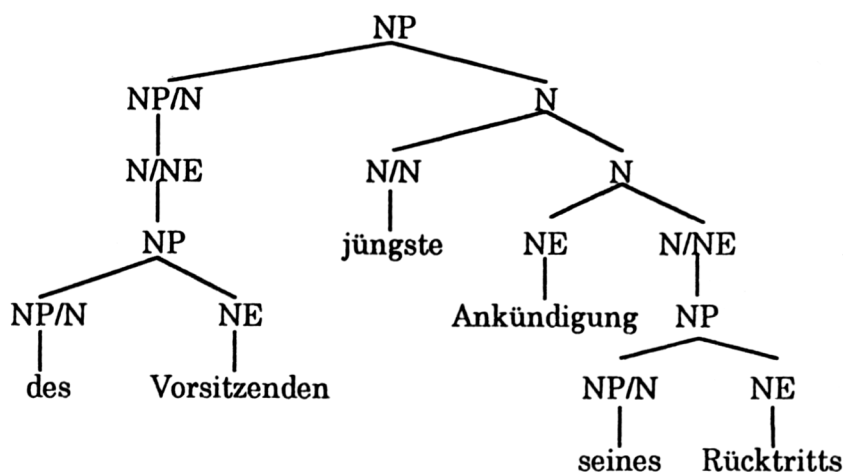 NP
NP/N N
N/NE N/N N
NP jüngste NE N/NE
NP/N NE Ankündigung NP
des Vorsitzenden NP/N NE
seines Rücktritts